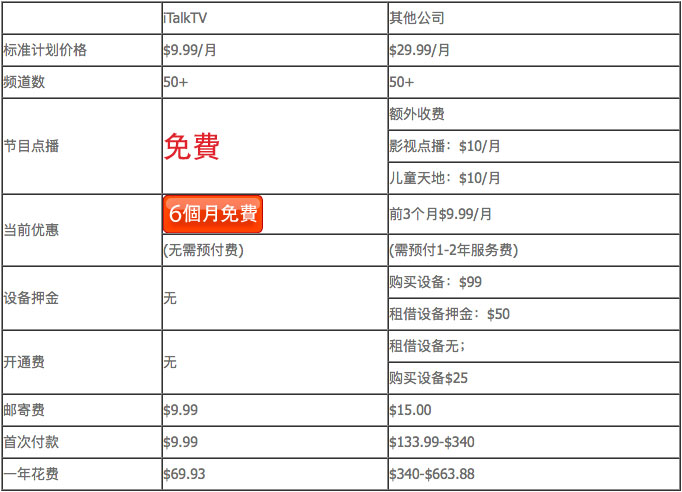 iTalkTV 其他公司
标准计划价格 $9.99/月 $29.99/月
频道数 50+ 50+
节目点播 免費 额外收费
影视点播：$10/月
儿童天地：$10/月
当前优惠 6個月免費 前3个月$9.99/月
(无需预付费) (需预付1-2年服务费)
设备押金 无 购买设备：$99
租借设备押金：$50
开通费 无 租借设备无；
购买设备$25
邮寄费 $9.99 $15.00
首次付款 $9.99 $133.99-$340
一年花费 $69.93 $340-$663.88